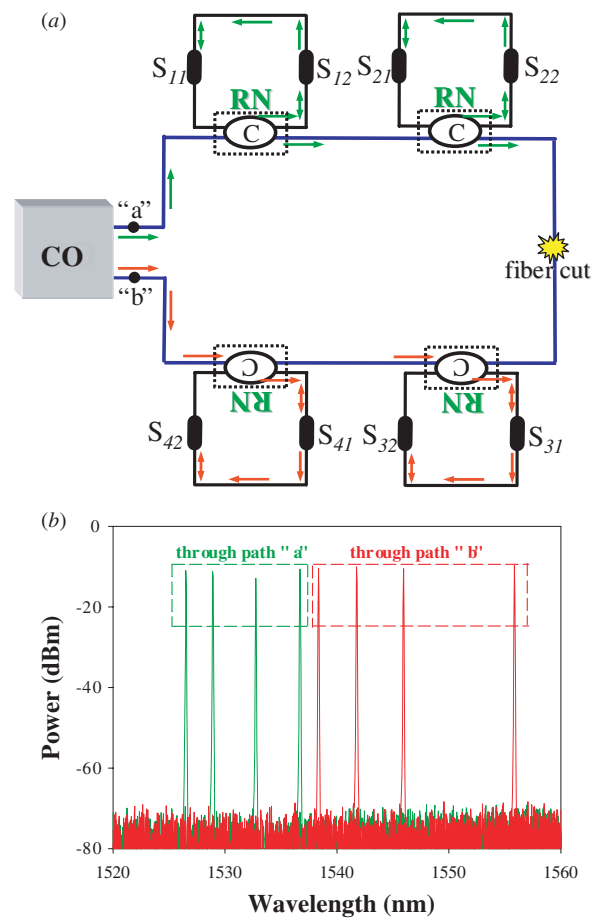 (a)
S11 S12 S21 S22
RN RN
C C
"a"
CO
"b"
fiber cut
C C
RN RN
S42 S41 S32 S31
(b)
0
-20
-40
-60
-80
through path " a" through path " b"
Power (dBm)
1520 1530 1540 1550 1560
Wavelength (nm)